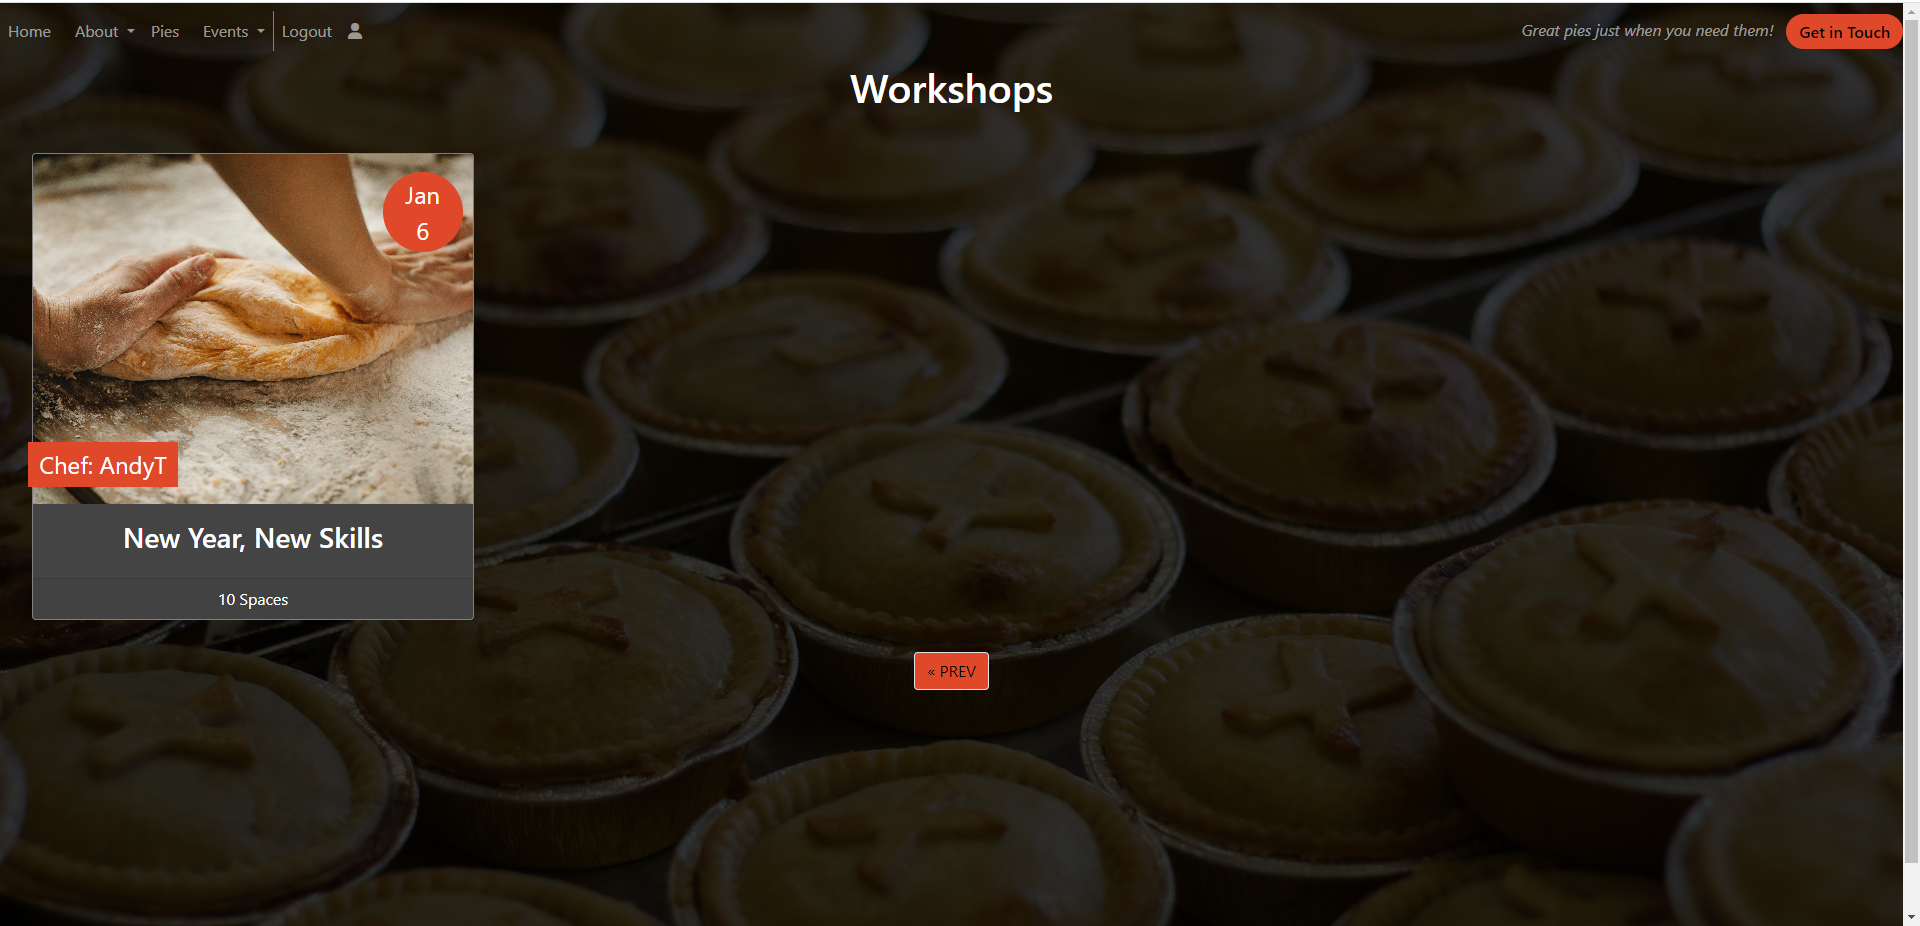 Home About Pies Events Logout Great pies just when you need them! Get in Touch
Workshops
Jan
6
Chef: AndyT
New Year, New Skills
10 Spaces
« PREV